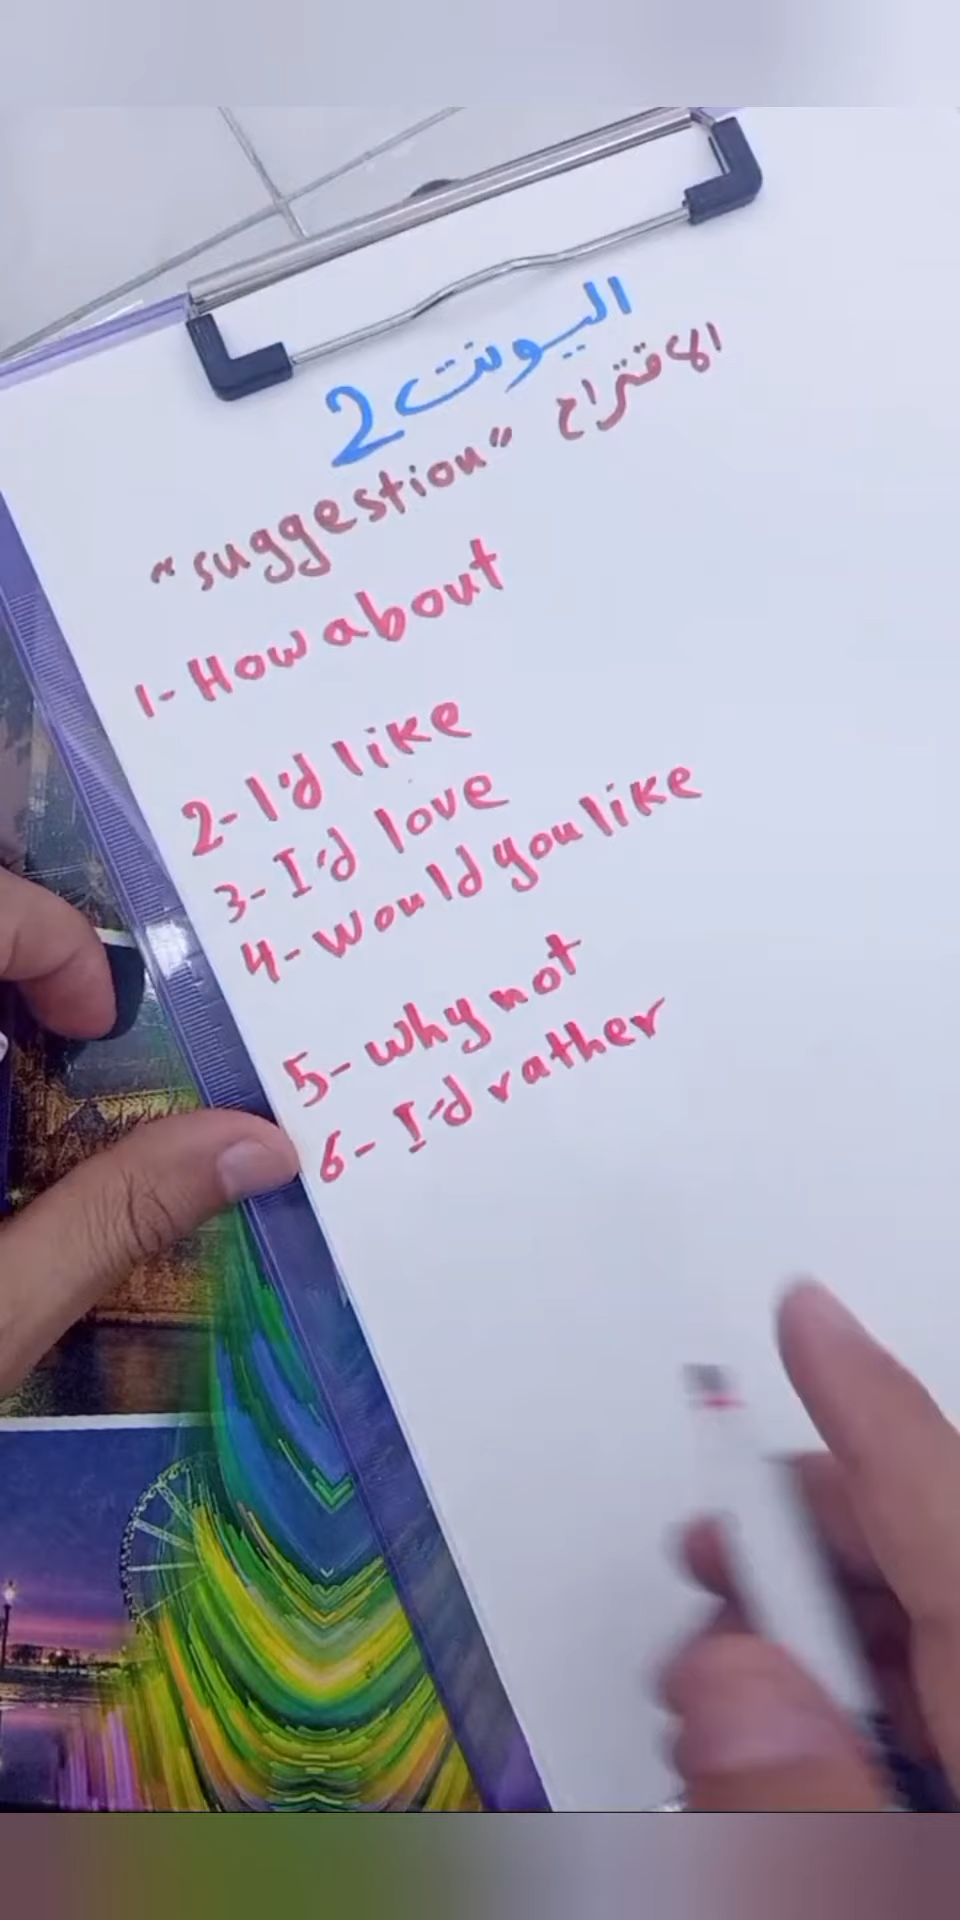 اليونت 2
"suggestion" الاقتراح
1- How about
2- I'd like
3- I'd love
4- Would you like
5- why not
6- I'd rather